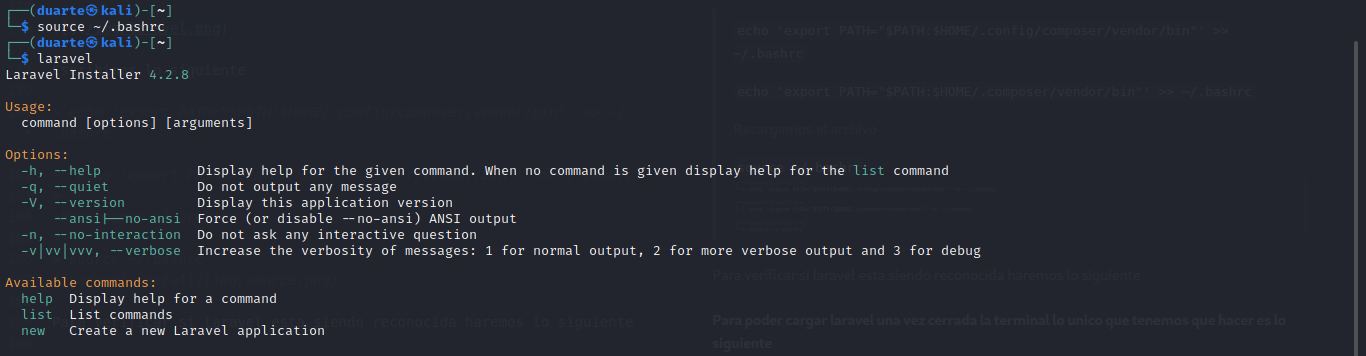 ┌──(duarte㉿kali)-[~]
└─$ source ~/.bashrc
┌──(duarte㉿kali)-[~]
└─$ laravel
Laravel Installer 4.2.8
Usage:
command [options] [arguments]
Options:
-h, --help Display help for the given command. When no command is given display help for the list command
-q, --quiet Do not output any message
-V, --version Display this application version
--ansi|--no-ansi Force (or disable --no-ansi) ANSI output
-n, --no-interaction Do not ask any interactive question
-v|vv|vvv, --verbose Increase the verbosity of messages: 1 for normal output, 2 for more verbose output and 3 for debug
Available commands:
help Display help for a command
list List commands
new Create a new Laravel application
echo 'export PATH="$PATH:$HOME/.config/composer/vendor/bin"' >>
~/.bashrc
echo 'export PATH="$PATH:$HOME/.composer/vendor/bin"' >> ~/.bashrc
Recargamos el archivo
Para verificar si laravel esta siendo reconocida haremos lo siguiente
Para poder cargar laravel una vez cerrada la terminal lo unico que tenemos que hacer es lo
siguiente